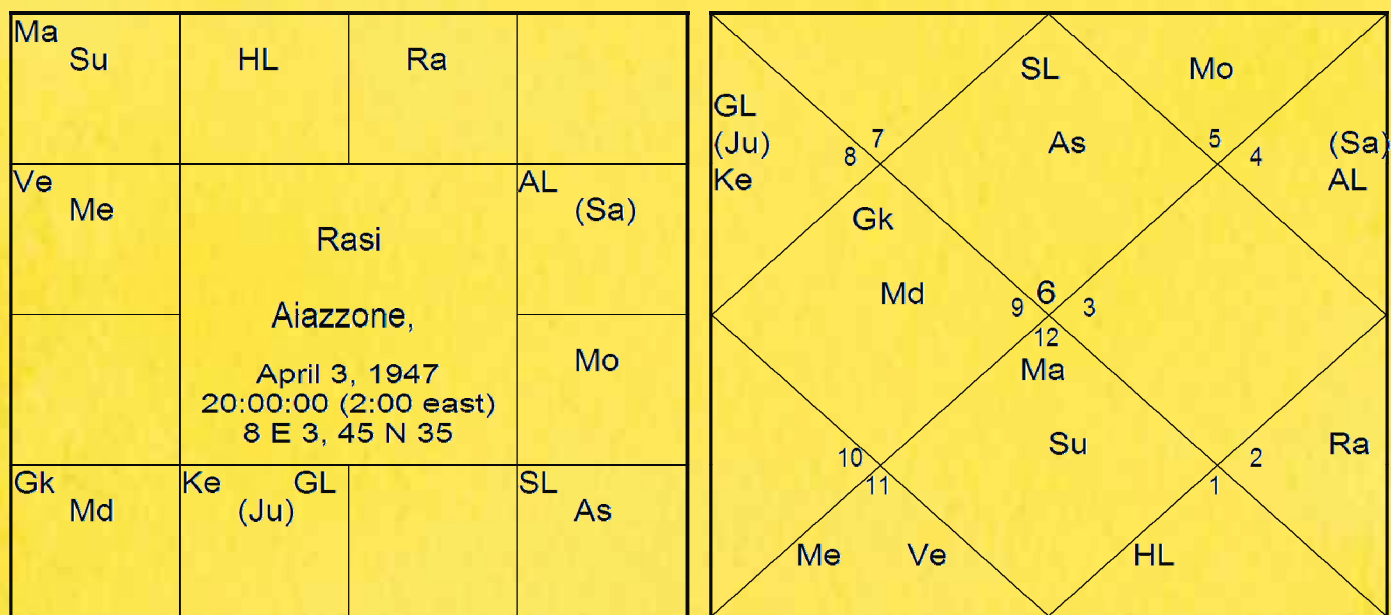 Ma
Su
HL
Ra
Ve
Me
AL
(Sa)
Rasi
Aiazzone,
April 3, 1947
20:00:00 (2:00 east)
8 E 3, 45 N 35
Mo
Gk
Md
Ke GL
(Ju)
SL
As
SL
Mo
GL
(Ju)
Ke
7
8
As
5
4
(Sa)
AL
Gk
Md
9 6 3
12
Ma
Su
10
11
2
1
Ra
Me Ve
HL